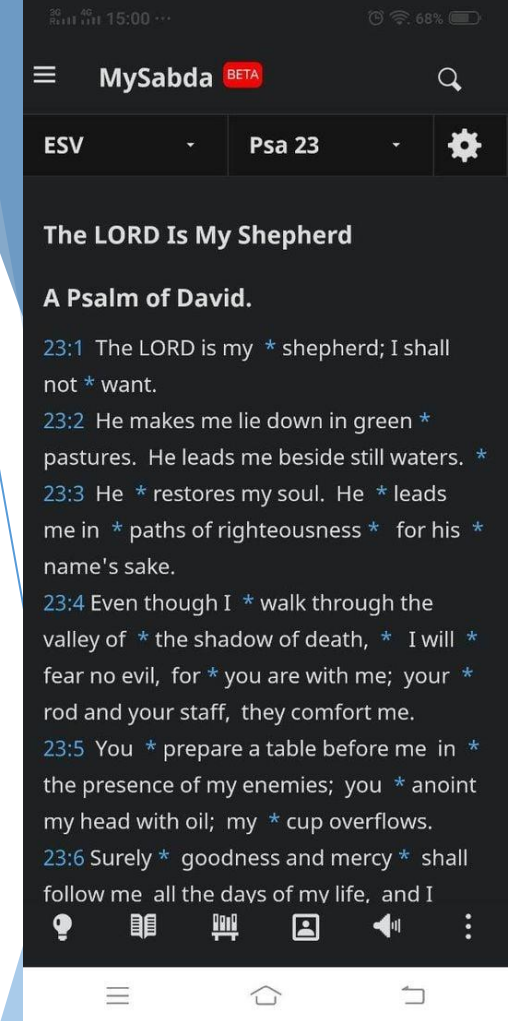 3G 4G 15:00 ··· 68%
MySabda BETA
ESV Psa 23
The LORD Is My Shepherd
A Psalm of David.
23:1 The LORD is my * shepherd; I shall
not * want.
23:2 He makes me lie down in green *
pastures. He leads me beside still waters. *
23:3 He * restores my soul. He * leads
me in * paths of righteousness * for his *
name's sake.
23:4 Even though I * walk through the
valley of * the shadow of death, * I will *
fear no evil, for * you are with me; your *
rod and your staff, they comfort me.
23:5 You * prepare a table before me in *
the presence of my enemies; you * anoint
my head with oil; my * cup overflows.
23:6 Surely * goodness and mercy * shall
follow me all the days of my life, and I